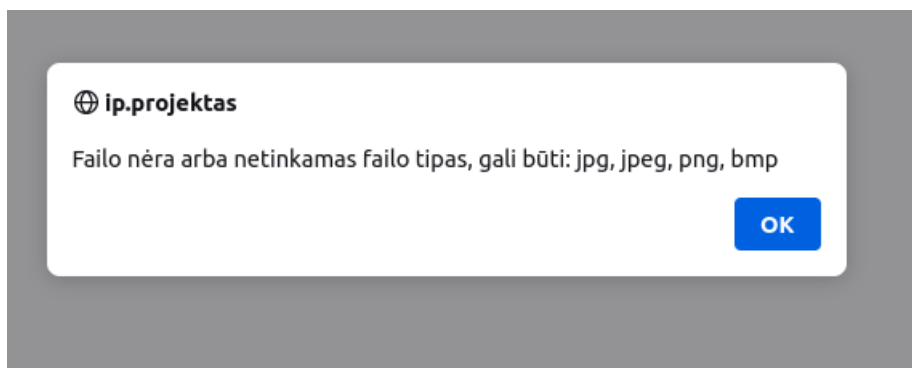 ip.projektas
Failo nėra arba netinkamas failo tipas, gali būti: jpg, jpeg, png, bmp
OK